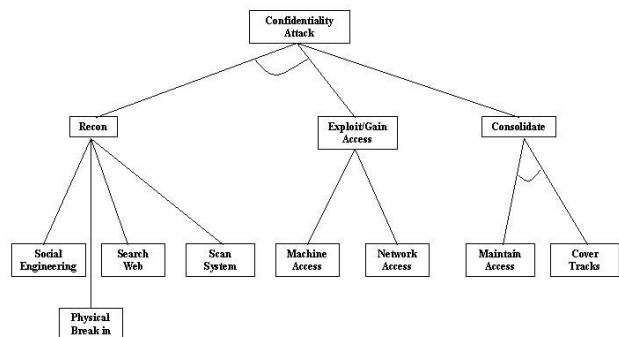 Confidentiality
Attack
Recon
Exploit/Gain
Access
Consolidate
Social
Engineering
Search
Web
Scan
System
Machine
Access
Network
Access
Maintain
Access
Cover
Tracks
Physical
Break in